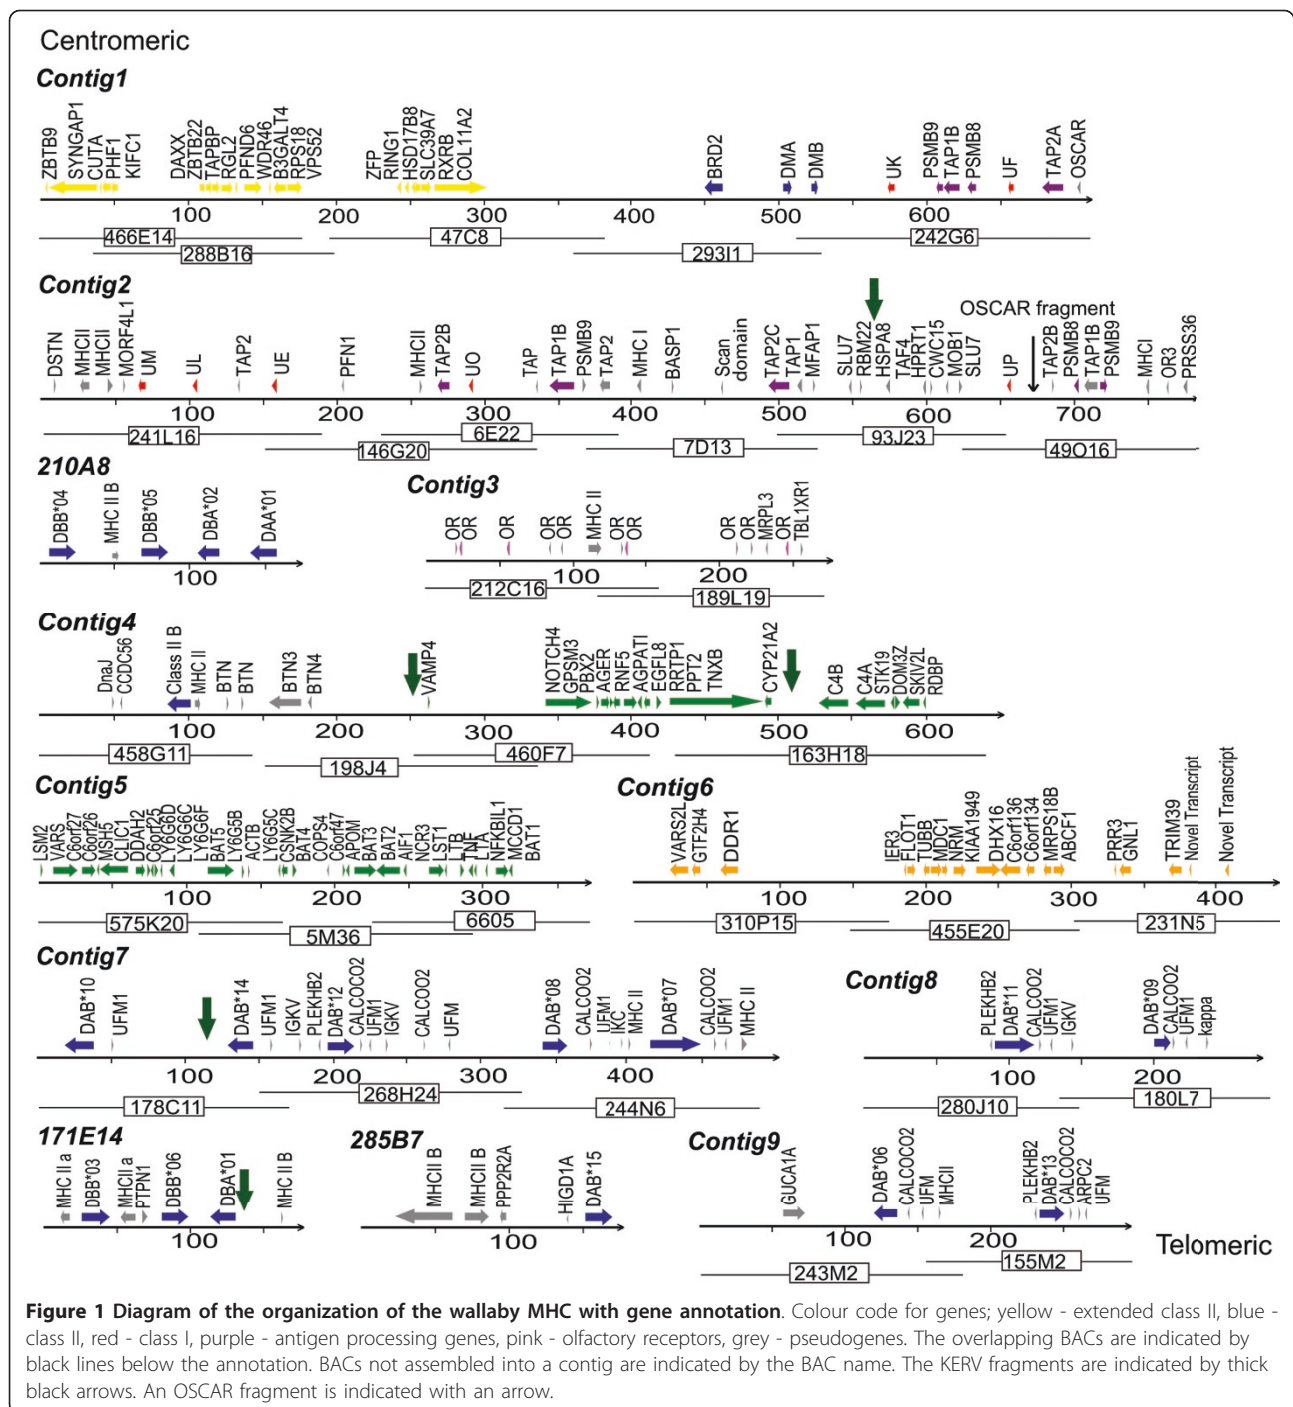 Centromeric
Contig1
ZBTB9 SYNGAP1 CUTA PHF1 KIFC1 DAXX ZBTB22 TAPBP RGL2 PFND6 WDR46 B3GALT4 RPS18 VPS52 ZFP RING1 HSD17B8 SLC39A7 RXRB COL11A2 BRD2 DMA DMB UK PSMB9 TAP1B PSMB8 UF TAP2A OSCAR
100 200 300 400 500 600
466E14 47C8 242G6
288B16 293I1
Contig2
OSCAR fragment
DSTN MHCII MHCII MORF4L1 UM UL TAP2 UE PFN1 MHCII TAP2B UO TAP TAP1B PSMB9 TAP2 MHC I BASP1 Scan domain TAP2C TAP1 MFAP1 SLU7 RBM22 HSPA8 TAF4 HPRT1 CWC15 MOB1 SLU7 UP TAP2B PSMB8 TAP1B PSMB9 MHCI OR3 PRSS36
100 200 300 400 500 600 700
241L16 6E22 93J23
146G20 7D13 49O16
210A8
DBB*04 MHC II B DBB*05 DBA*02 DAA*01
100
Contig3
OR OR OR OR OR MHC II OR OR OR OR MRPL3 OR TBL1XR1
100 200
212C16 189L19
Contig4
DnaJ CCDC56 Class II B MHC II BTN BTN BTN3 BTN4 VAMP4 NOTCH4 GPSM3 PBX2 AGER RNF5 AGPATI EGFL8 RRTP1 PPT2 TNXB CYP21A2 C4B C4A STK19 DOM3Z SKIV2L RDBP
100 200 300 400 500 600
458G11 460F7 163H18
198J4
Contig5
LSM2 VARS C6orf27 C6orf26 MSH5 CLIC1 DDAH2 C6orf25 LY6G6D LY6G6C LY6G6F BAT5 LY6G5B ACTB LY6G5C CSNK2B BAT4 COPS4 C6orf47 APOM BAT3 BAT2 AIF1 NCR3 LST1 LTB TNF LTA NFKBIL1 MCCD1 BAT1
100 200 300
575K20 6605
5M36
Contig6
VARS2L GTF2H4 DDR1 IER3 FLOT1 TUBB MDC1 NRM KIAA1949 DHX16 C6orf136 C6orf134 MRPS18B ABCF1 PRR3 GNL1 TRIM39 Novel Transcript Novel Transcript
100 200 300 400
310P15 231N5
455E20
Contig7
DAB*10 UFM1 DAB*14 UFM1 IGKV PLEKHB2 DAB*12 CALCOCO2 UFM1 IGKV CALCOO2 UFM DAB*08 CALCOO2 UFM1 IKC MHC II DAB*07 CALCOO2 UFM1 MHC II
100 200 300 400
268H24
178C11 244N6
Contig8
PLEKHB2 DAB*11 CALCOO2 UFM1 IGKV DAB*09 CALCOO2 UFM1 kappa
100 200
280J10 180L7
171E14
MHC II a DBB*03 MHCII a PTPN1 DBB*06 DBA*01 MHC II B
100
285B7
MHCII B MHCII B PPP2R2A HIGD1A DAB*15
100
Contig9
GUCA1A DAB*06 CALCOCO2 UFM MHCII PLEKHB2 DAB*13 CALCOCO2 ARPC2 UFM
100 200
243M2 155M2
Telomeric
Figure 1 Diagram of the organization of the wallaby MHC with gene annotation. Colour code for genes; yellow - extended class II, blue -
class II, red - class I, purple - antigen processing genes, pink - olfactory receptors, grey - pseudogenes. The overlapping BACs are indicated by
black lines below the annotation. BACs not assembled into a contig are indicated by the BAC name. The KERV fragments are indicated by thick
black arrows. An OSCAR fragment is indicated with an arrow.